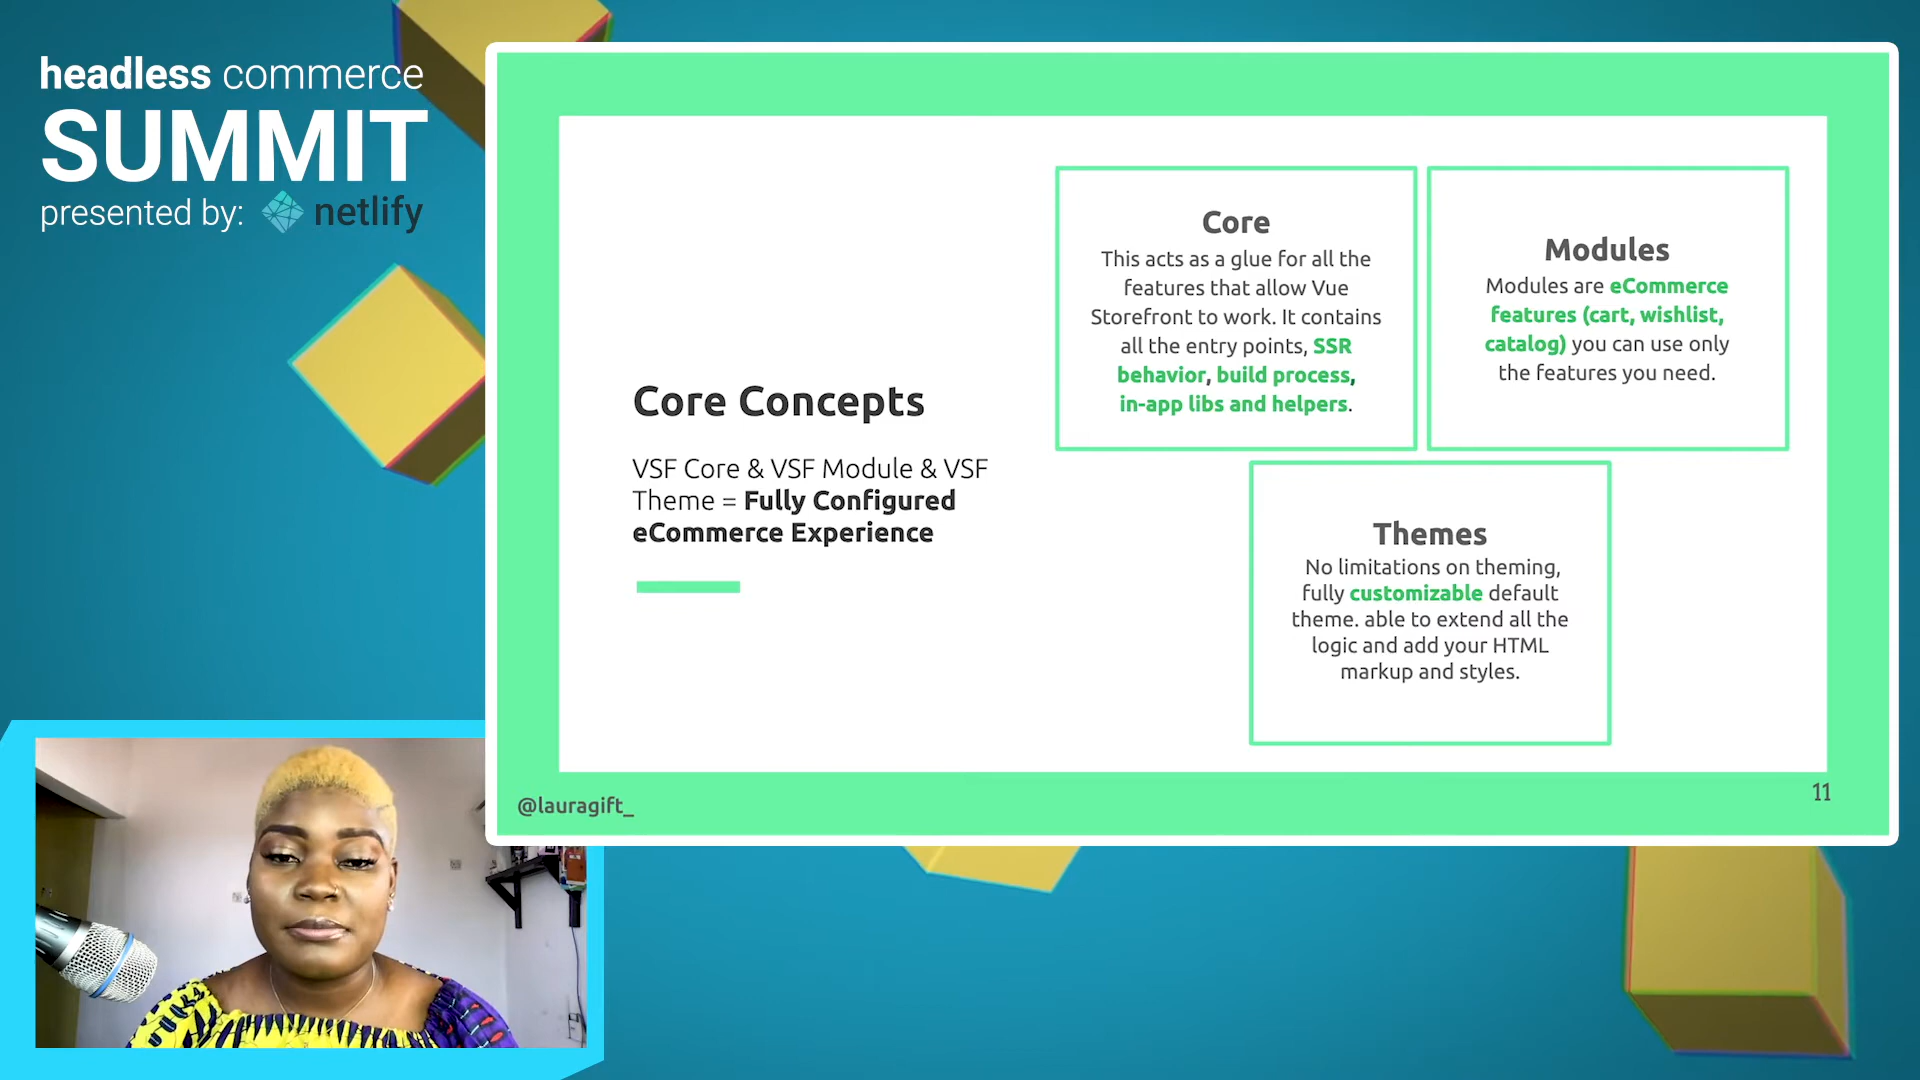 headless commerce
SUMMIT
presented by: netlify
Core Concepts
VSF Core & VSF Module & VSF
Theme = Fully Configured
eCommerce Experience
Core
This acts as a glue for all the
features that allow Vue
Storefront to work. It contains
all the entry points, SSR
behavior, build process,
in-app libs and helpers.
Modules
Modules are eCommerce
features (cart, wishlist,
catalog) you can use only
the features you need.
Themes
No limitations on theming,
fully customizable default
theme. able to extend all the
logic and add your HTML
markup and styles.
@lauragift_
11